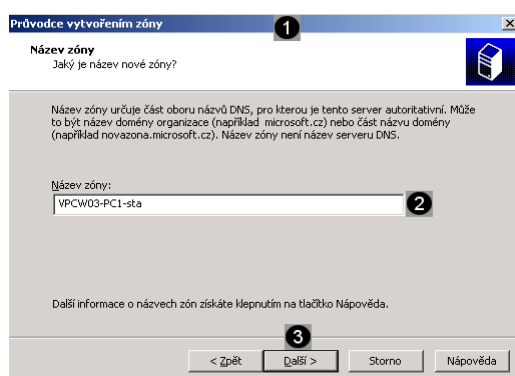 Průvodce vytvořením zóny
1
Název zóny
Jaký je název nové zóny?
Název zóny určuje část oboru názvů DNS, pro kterou je tento server autoritativní. Může
to být název domény organizace (například microsoft.cz) nebo část názvu domény
(například novazona.microsoft.cz). Název zóny není název serveru DNS.
Název zóny:
VPCW03-PC1-sta
2
Další informace o názvech zón získáte klepnutím na tlačítko Nápověda.
3
< Zpět Další > Storno Nápověda